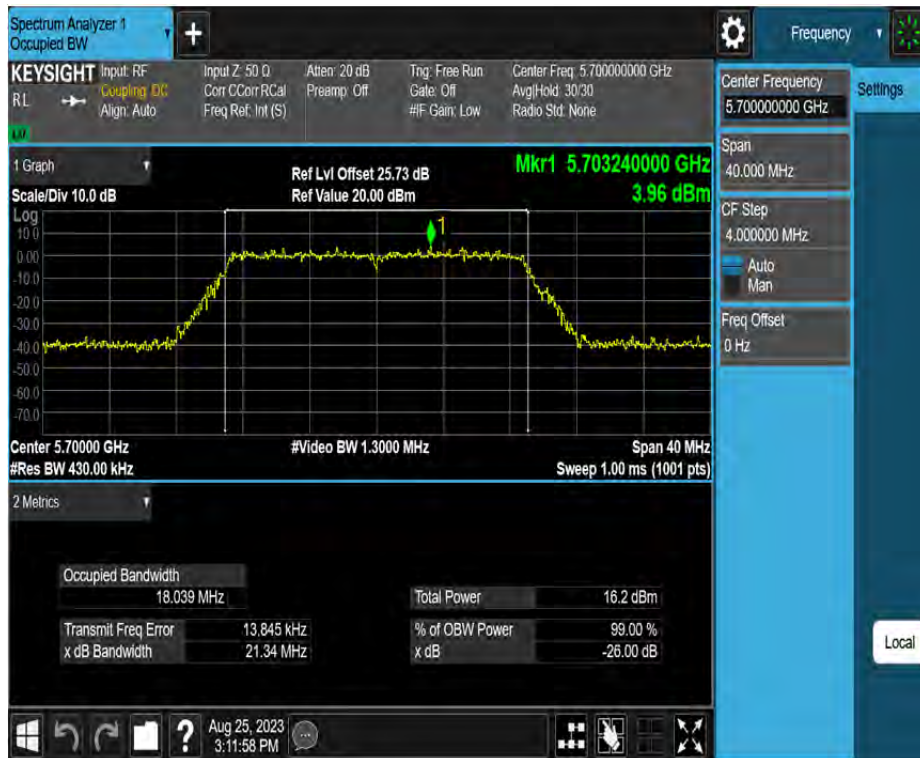 Spectrum Analyzer 1
Occupied BW
+
Frequency
KEYSIGHT
RL
Input: RF
Coupling: DC
Align: Auto
Input Z: 50 Ω
Corr CCorr RCal
Freq Ref: Int (S)
Atten: 20 dB
Preamp: Off
Trig: Free Run
Gate: Off
#IF Gain: Low
Center Freq: 5.700000000 GHz
Avg|Hold: 30/30
Radio Std: None
Center Frequency
5.700000000 GHz
Settings
Span
40.000 MHz
CF Step
4.000000 MHz
Auto
Man
Freq Offset
0 Hz
1 Graph
Scale/Div 10.0 dB
Ref Lvl Offset 25.73 dB
Ref Value 20.00 dBm
Mkr1 5.703240000 GHz
3.96 dBm
Log
10.0
0.00
-10.0
-20.0
-30.0
-40.0
-50.0
-60.0
-70.0
1
Center 5.70000 GHz
#Video BW 1.3000 MHz
Span 40 MHz
#Res BW 430.00 kHz
Sweep 1.00 ms (1001 pts)
2 Metrics
Occupied Bandwidth
18.039 MHz
Total Power 16.2 dBm
Transmit Freq Error 13.845 kHz
% of OBW Power 99.00 %
x dB Bandwidth 21.34 MHz
x dB -26.00 dB
Local
?
Aug 25, 2023
3:11:58 PM